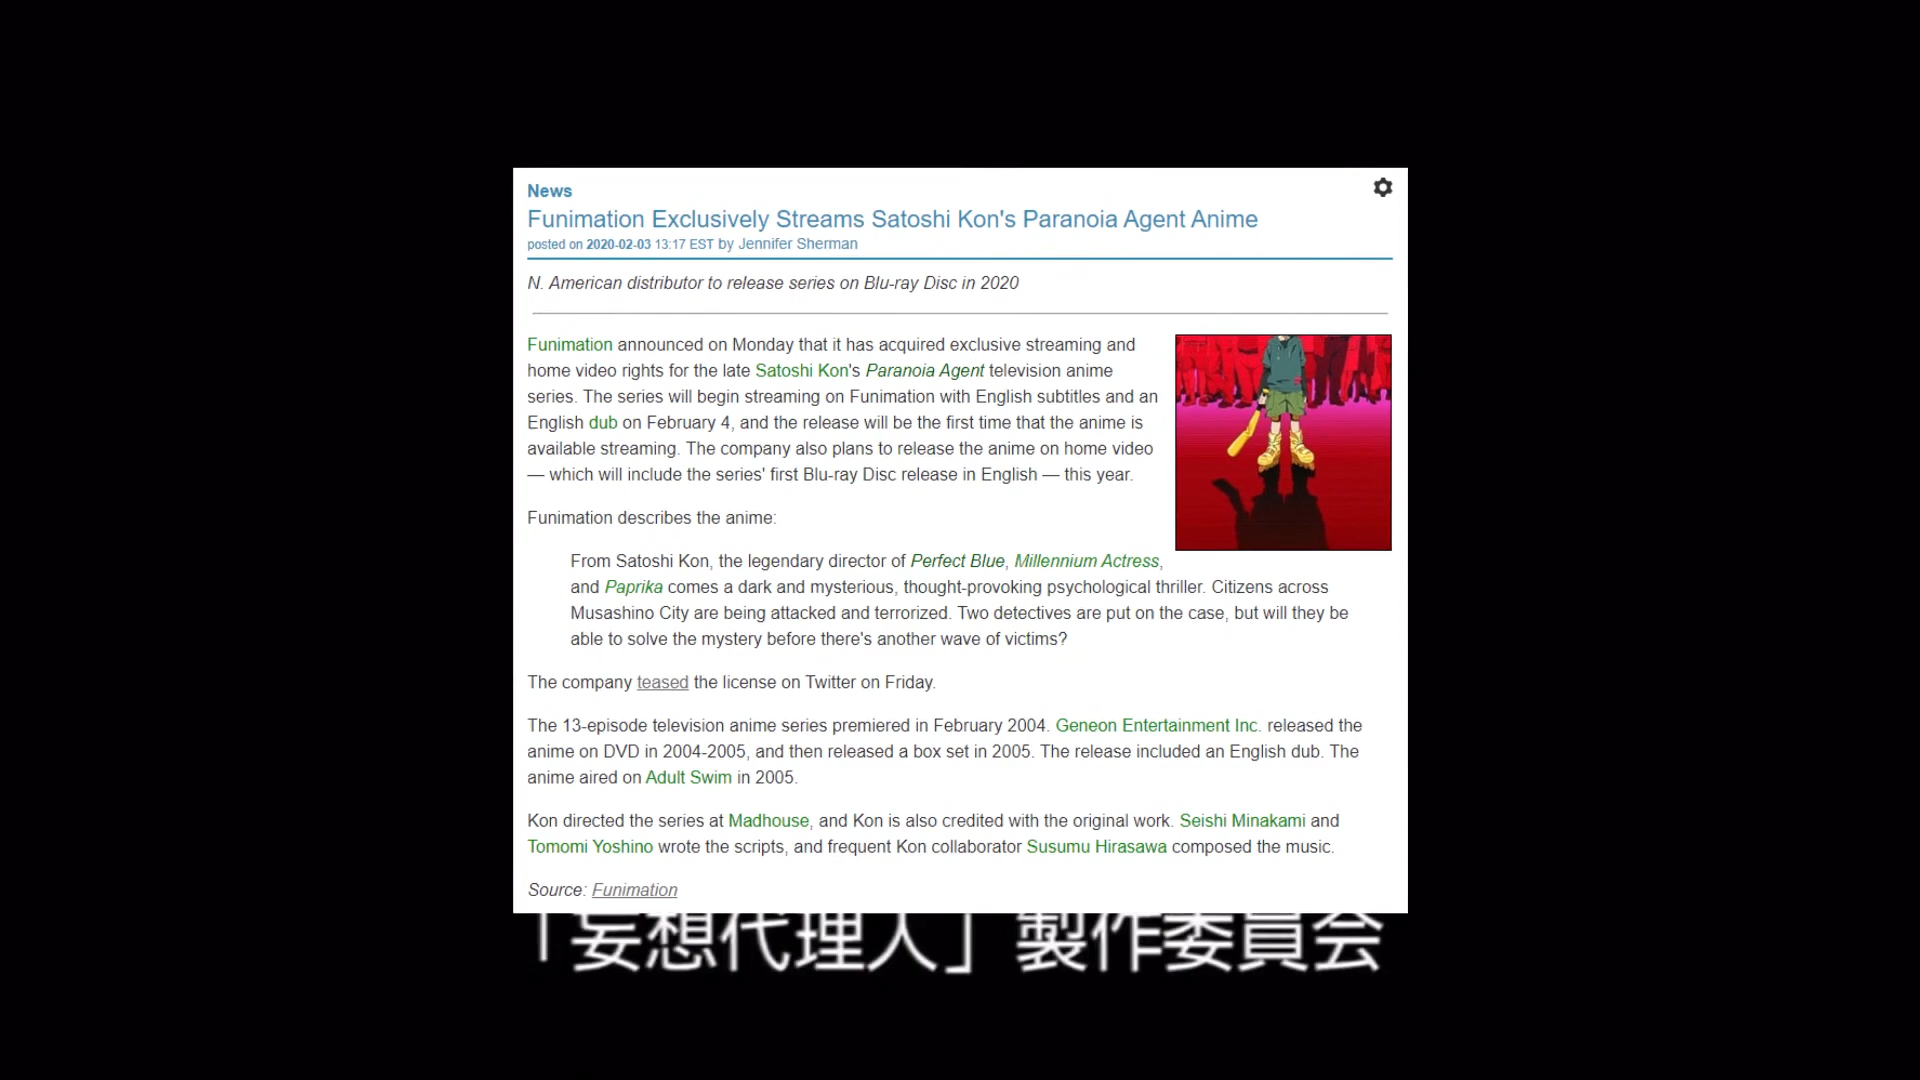 News
Funimation Exclusively Streams Satoshi Kon's Paranoia Agent Anime
posted on 2020-02-03 13:17 EST by Jennifer Sherman
N. American distributor to release series on Blu-ray Disc in 2020
Funimation announced on Monday that it has acquired exclusive streaming and
home video rights for the late Satoshi Kon's Paranoia Agent television anime
series. The series will begin streaming on Funimation with English subtitles and an
English dub on February 4, and the release will be the first time that the anime is
available streaming. The company also plans to release the anime on home video
— which will include the series' first Blu-ray Disc release in English — this year.
Funimation describes the anime:
From Satoshi Kon, the legendary director of Perfect Blue, Millennium Actress,
and Paprika comes a dark and mysterious, thought-provoking psychological thriller. Citizens across
Musashino City are being attacked and terrorized. Two detectives are put on the case, but will they be
able to solve the mystery before there's another wave of victims?
The company teased the license on Twitter on Friday.
The 13-episode television anime series premiered in February 2004. Geneon Entertainment Inc. released the
anime on DVD in 2004-2005, and then released a box set in 2005. The release included an English dub. The
anime aired on Adult Swim in 2005.
Kon directed the series at Madhouse, and Kon is also credited with the original work. Seishi Minakami and
Tomomi Yoshino wrote the scripts, and frequent Kon collaborator Susumu Hirasawa composed the music.
Source: Funimation
「妄想代理人」製作委員会